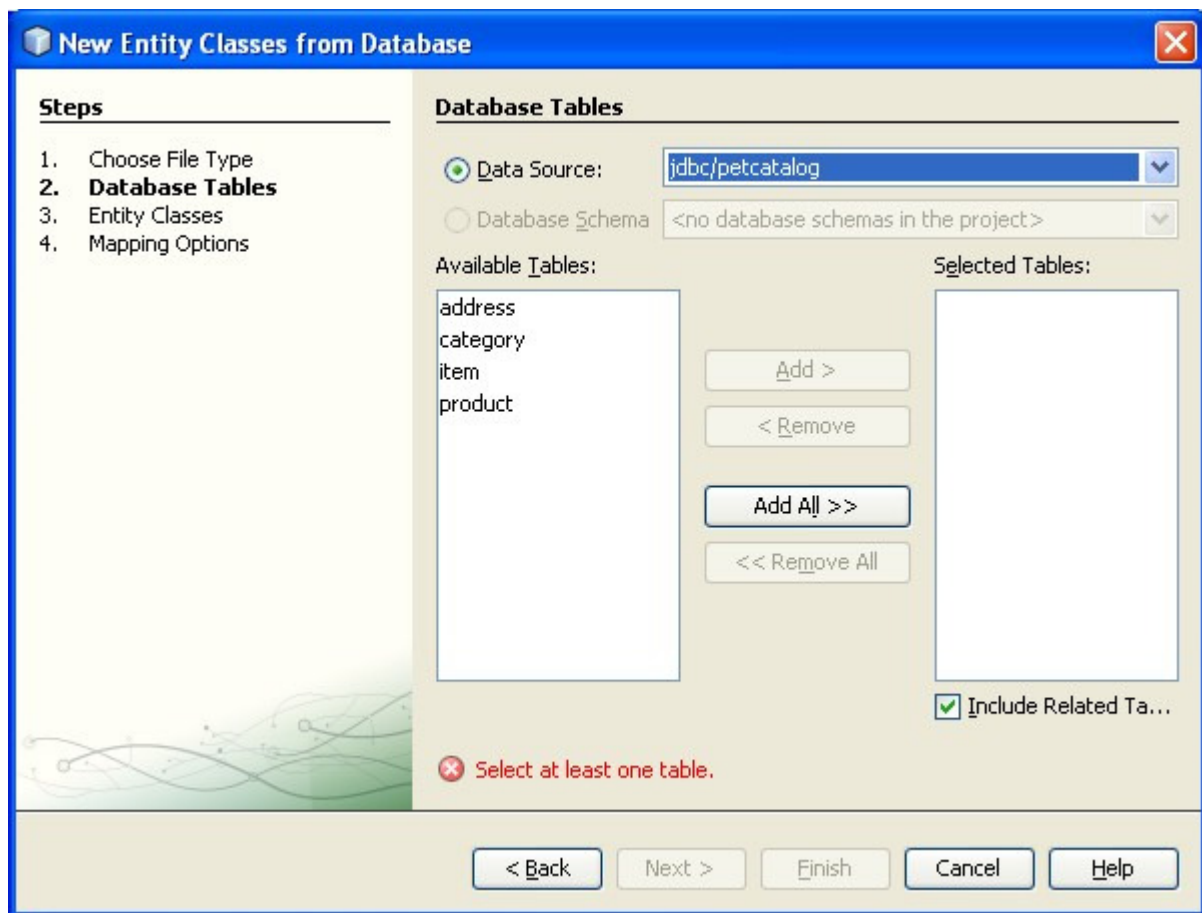 New Entity Classes from Database
Steps
1. Choose File Type
2. Database Tables
3. Entity Classes
4. Mapping Options
Database Tables
Data Source: jdbc/petcatalog
Database Schema <no database schemas in the project>
Available Tables:
address
category
item
product
Add >
< Remove
Add All >>
<< Remove All
Selected Tables:
Include Related Ta...
Select at least one table.
< Back Next > Finish Cancel Help